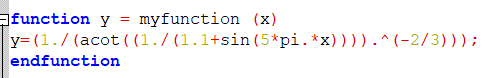 function y = myfunction (x)
y=(1./(acot((1./(1.1+sin(5*pi.*x)))).^(-2/3)));
endfunction